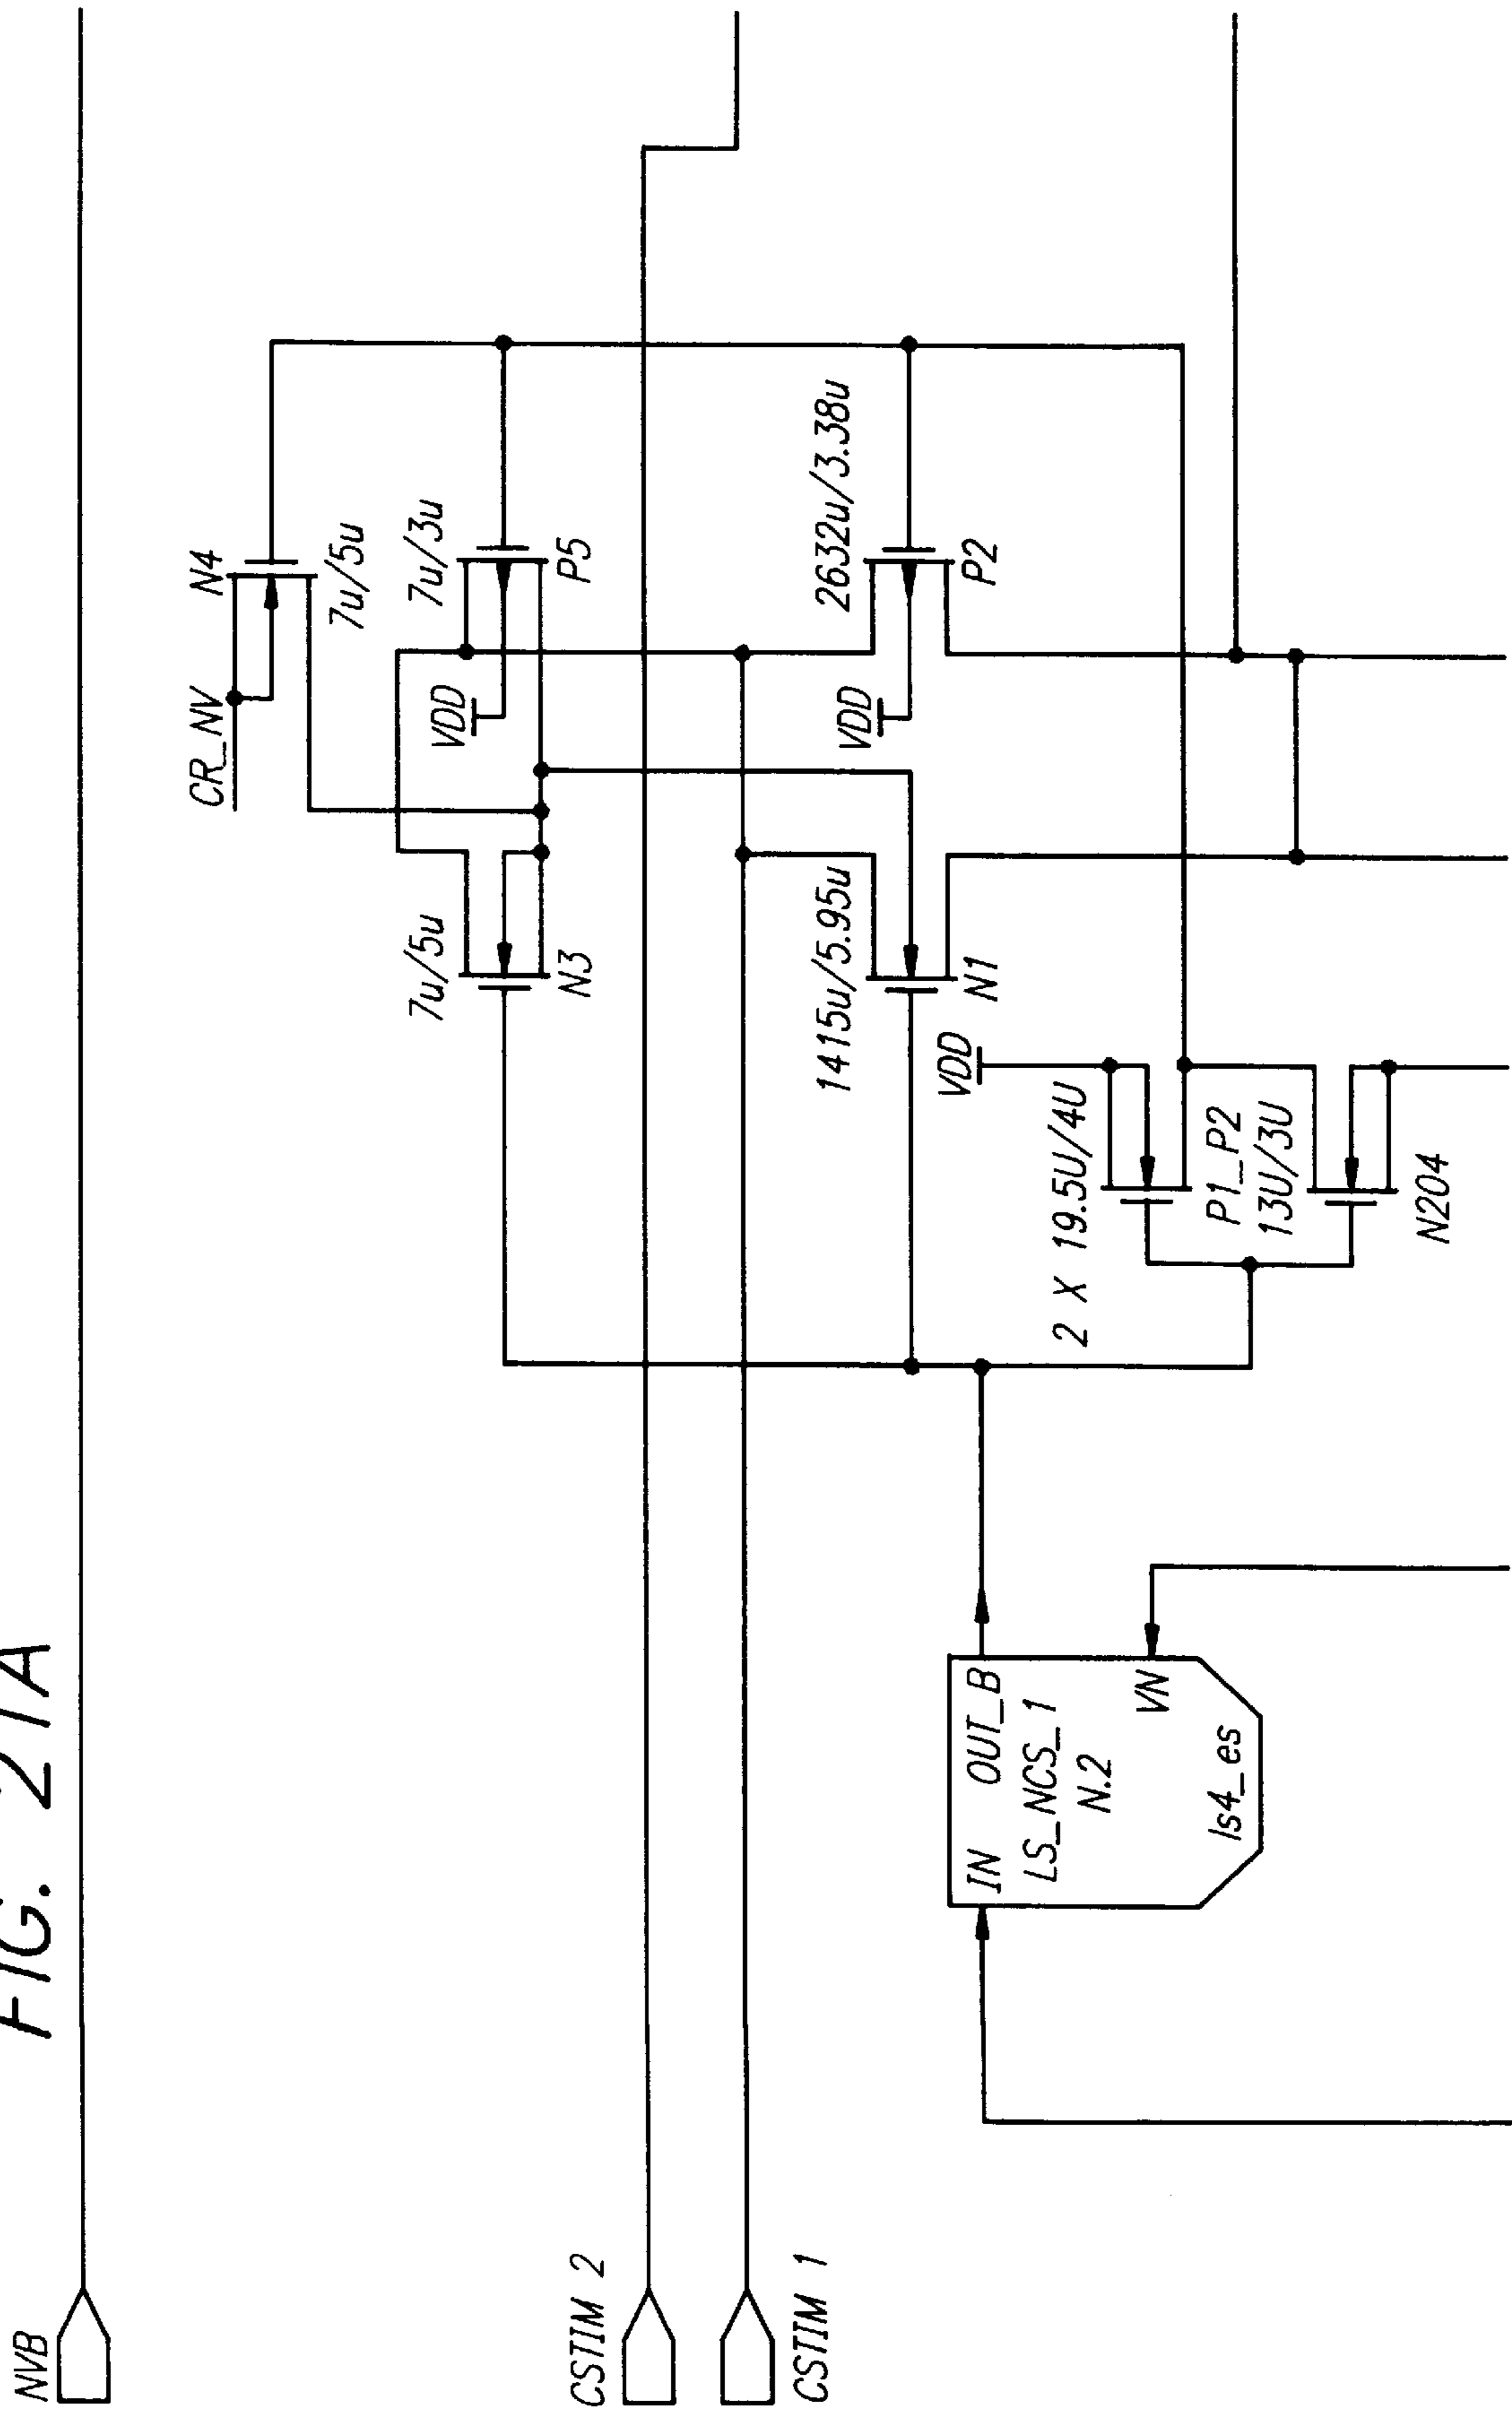 FIG. 21A
NVB
CR_NV
N4
7u/5u
7u/5u
N3
7u/3u
VDD
P5
CSTIM 2
CSTIM 1
1415u/5.95u
N1
2632u/3.38u
VDD
P2
VDD
2 X 19.5U/4U
P1_P2
13U/3U
N204
IN OUT_B
LS_NCS_1
N.2
VN
ls4_es